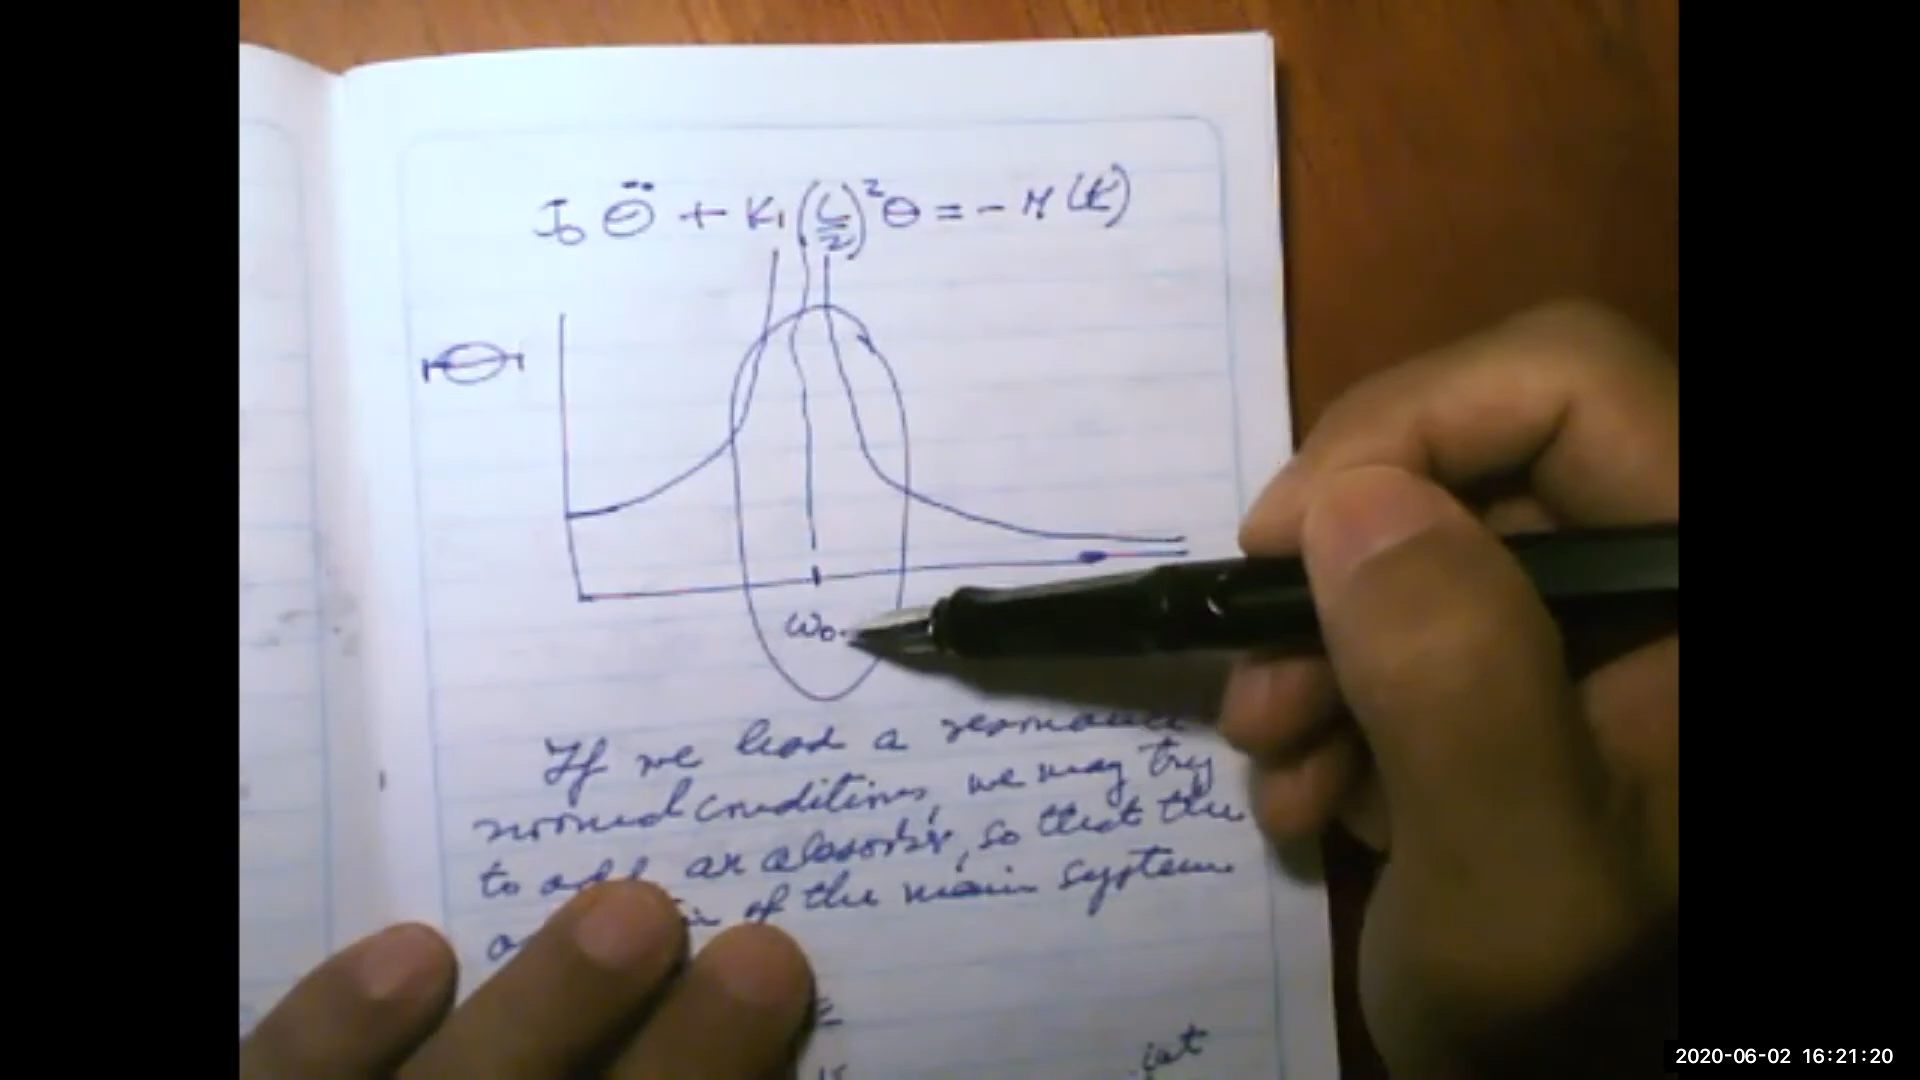 J₀ θ̈ + K₁ (L/2)² θ = - M(t)
Θ
ω₀
If we had a
normal conditions, we may try
to add an absorber, so that the
of the main system
2020-06-02 16:21:20